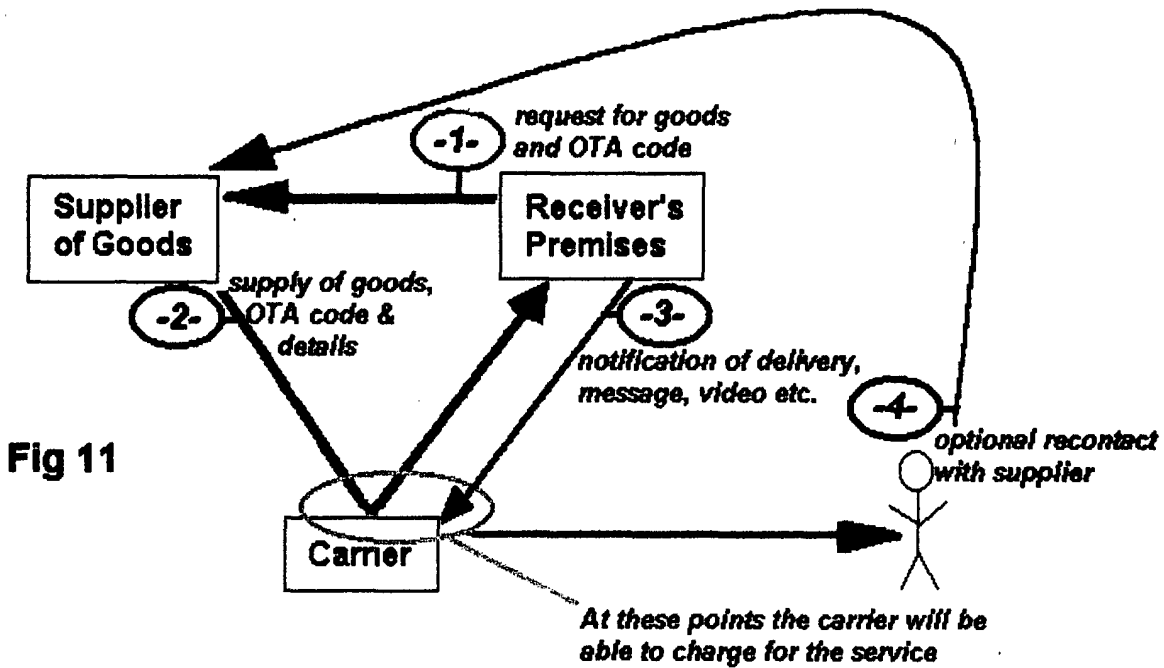 -1-
request for goods
and OTA code
Supplier
of Goods
Receiver's
Premises
-2-
supply of goods,
OTA code &
details
-3-
notification of delivery,
message, video etc.
-4-
optional recontact
with supplier
Fig 11
Carrier
At these points the carrier will be
able to charge for the service